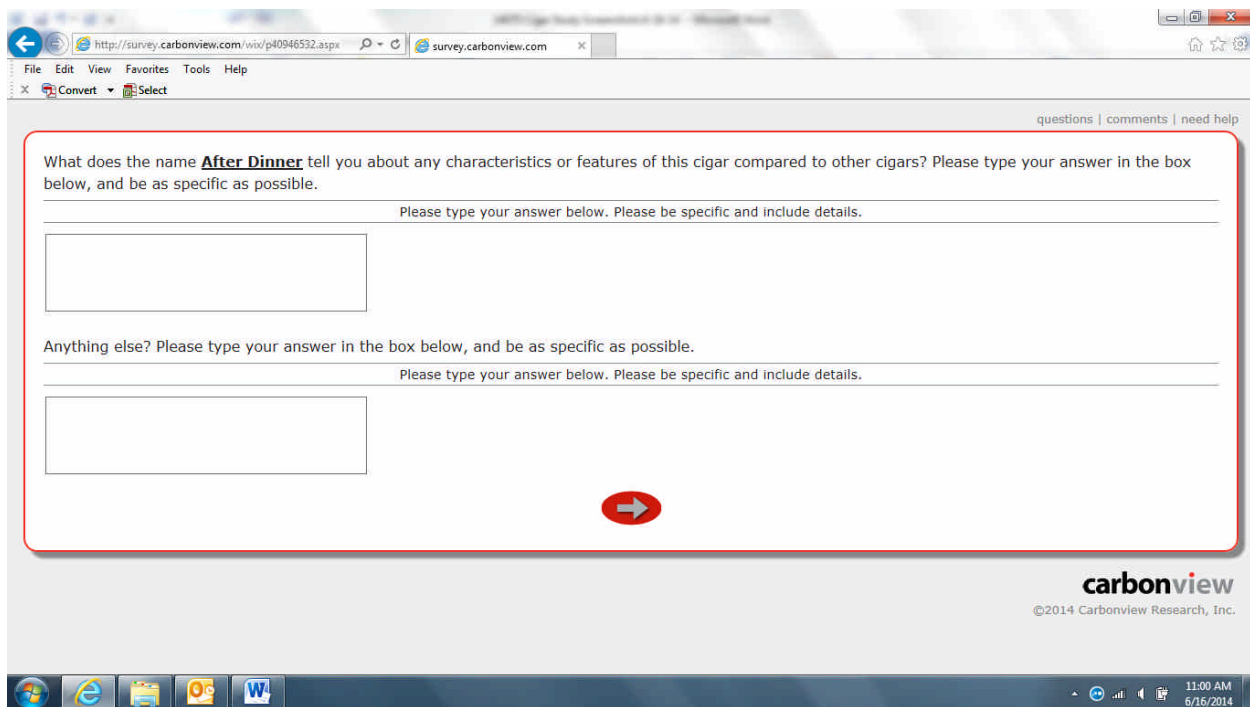 http://survey.carbonview.com/wix/p40946532.aspx
survey.carbonview.com
File Edit View Favorites Tools Help
Convert Select
questions | comments | need help
What does the name After Dinner tell you about any characteristics or features of this cigar compared to other cigars? Please type your answer in the box
below, and be as specific as possible.
Please type your answer below. Please be specific and include details.
Anything else? Please type your answer in the box below, and be as specific as possible.
Please type your answer below. Please be specific and include details.
carbonview
©2014 Carbonview Research, Inc.
11:00 AM
6/16/2014